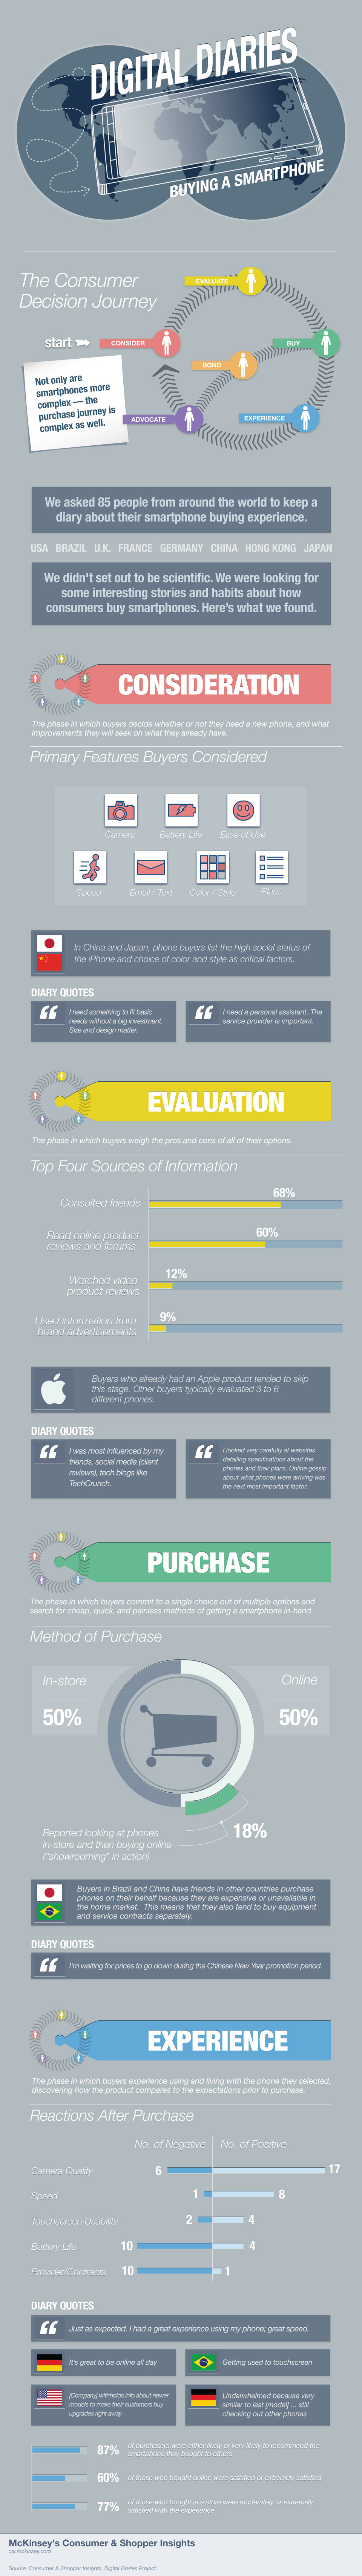 DIGITAL DIARIES
BUYING A SMARTPHONE
The Consumer
Decision Journey
EVALUATE
start
CONSIDER
BUY
BOND
Not only are
smartphones more
complex — the
purchase journey is
complex as well.
ADVOCATE
EXPERIENCE
We asked 85 people from around the world to keep a
diary about their smartphone buying experience.
USA BRAZIL U.K. FRANCE GERMANY CHINA HONG KONG JAPAN
We didn't set out to be scientific. We were looking for
some interesting stories and habits about how
consumers buy smartphones. Here's what we found.
CONSIDERATION
The phase in which buyers decide whether or not they need a new phone, and what
improvements they will seek on what they already have.
Primary Features Buyers Considered
Camera
Battery Life
Ease of Use
Speed
Email / Text
Color / Style
Plans
In China and Japan, phone buyers list the high social status of
the iPhone and choice of color and style as critical factors.
DIARY QUOTES
I need something to fit basic
needs without a big investment.
Size and design matter.
I need a personal assistant. The
service provider is important.
EVALUATION
The phase in which buyers weigh the pros and cons of all of their options.
Top Four Sources of Information
Consulted friends
68%
Read online product
reviews and forums
60%
Watched video
product reviews
12%
Used information from
brand advertisements
9%
Buyers who already had an Apple product tended to skip
this stage. Other buyers typically evaluated 3 to 6
different phones.
DIARY QUOTES
I was most influenced by my
friends, social media (client
reviews), tech blogs like
TechCrunch.
I looked very carefully at websites
detailing specifications about the
phones and their plans. Online gossip
about what phones were arriving was
the next most important factor.
PURCHASE
The phase in which buyers commit to a single choice out of multiple options and
search for cheap, quick, and painless methods of getting a smartphone in-hand.
Method of Purchase
In-store
50%
Online
50%
Reported looking at phones
in-store and then buying online
("showrooming" in action)
18%
Buyers in Brazil and China have friends in other countries purchase
phones on their behalf because they are expensive or unavailable in
the home market. This means that they also tend to buy equipment
and service contracts separately.
DIARY QUOTES
I'm waiting for prices to go down during the Chinese New Year promotion period.
EXPERIENCE
The phase in which buyers experience using and living with the phone they selected,
discovering how the product compares to the expectations prior to purchase.
Reactions After Purchase
No. of Negative
No. of Positive
Camera Quality
6
17
Speed
1
8
Touchscreen Usability
2
4
Battery Life
10
4
Provider/Contracts
10
1
DIARY QUOTES
Just as expected. I had a great experience using my phone; great speed.
It's great to be online all day
Getting used to touchscreen
[Company] withholds info about newer
models to make their customers buy
upgrades right away
Underwhelmed because very
similar to last [model] ... still
checking out other phones
87%
of purchasers were either likely or very likely to recommend the
smartphone they bought to others.
60%
of those who bought online were satisfied or extremely satisfied
77%
of those who bought in a store were moderately or extremely
satisfied with the experience
McKinsey's Consumer & Shopper Insights
csi.mckinsey.com
Source: Consumer & Shopper Insights, Digital Diaries Project